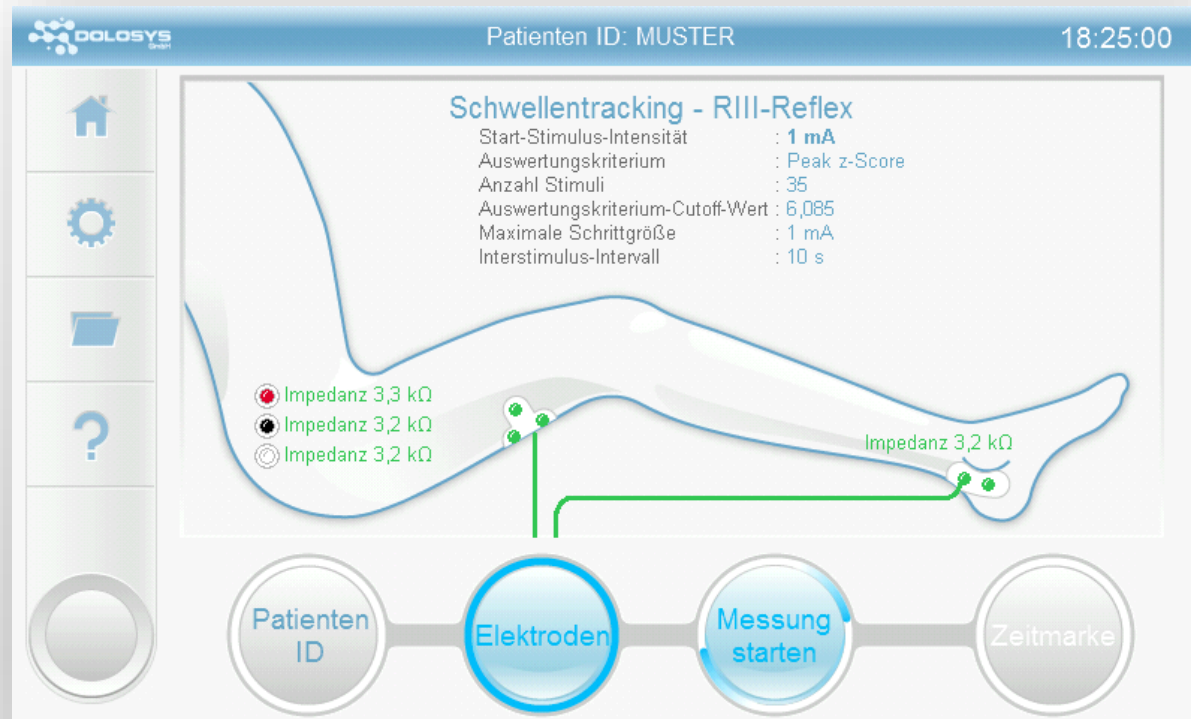 DOLOSYS
GmbH
Patienten ID: MUSTER
18:25:00
Schwellentracking - RIII-Reflex
Start-Stimulus-Intensität : 1 mA
Auswertungskriterium : Peak z-Score
Anzahl Stimuli : 35
Auswertungskriterium-Cutoff-Wert : 6,085
Maximale Schrittgröße : 1 mA
Interstimulus-Intervall : 10 s
Impedanz 3,3 kΩ
Impedanz 3,2 kΩ
Impedanz 3,2 kΩ
Impedanz 3,2 kΩ
?
Patienten
ID
Elektroden
Messung
starten
Zeitmarke